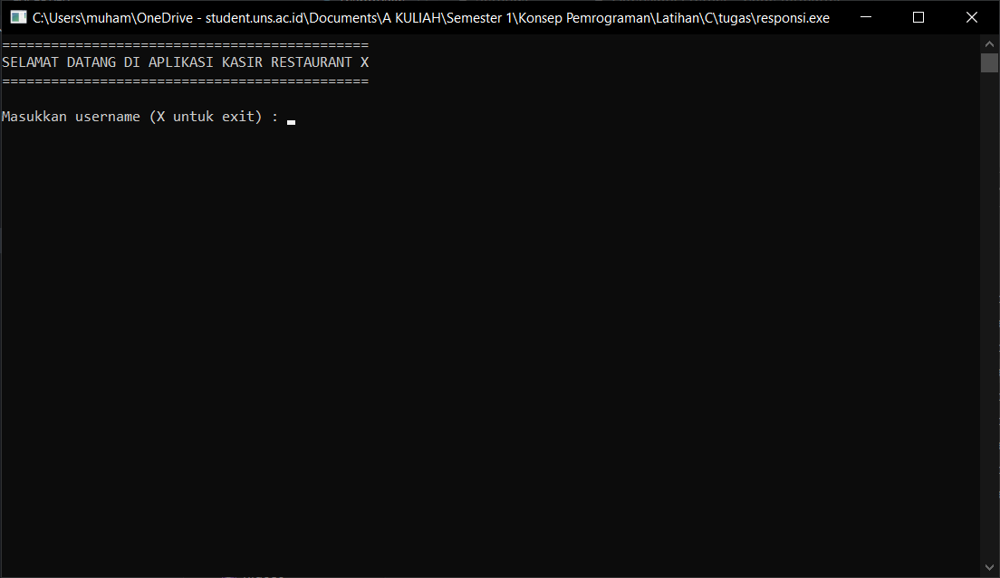 C:\Users\muham\OneDrive - student.uns.ac.id\Documents\A KULIAH\Semester 1\Konsep Pemrograman\Latihan\C\tugas\responsi.exe
=============================================
SELAMAT DATANG DI APLIKASI KASIR RESTAURANT X
=============================================
Masukkan username (X untuk exit) :